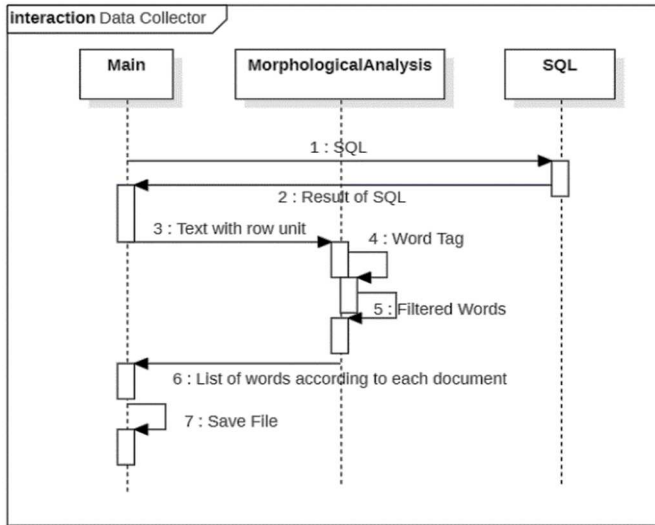 interaction Data Collector
Main
MorphologicalAnalysis
SQL
1 : SQL
2 : Result of SQL
3 : Text with row unit
4 : Word Tag
5 : Filtered Words
6 : List of words according to each document
7 : Save File